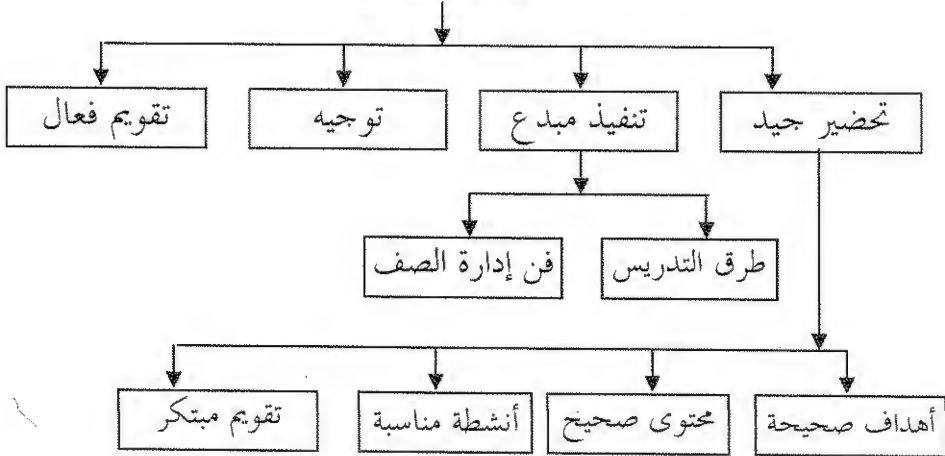 تحضير جيد
تنفيذ مبدع
توجيه
تقويم فعال
طرق التدريس
فن إدارة الصف
أهداف صحيحة
محتوى صحيح
أنشطة مناسبة
تقويم مبتكر